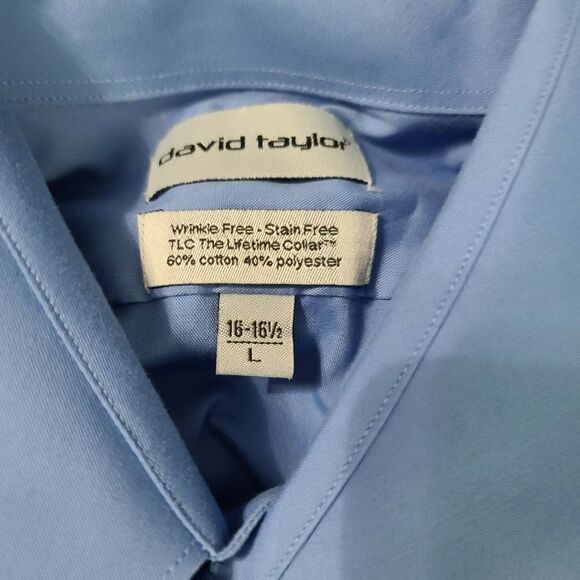 david taylor
Wrinkle Free - Stain Free
TLC The Lifetime Collar™
60% cotton 40% polyester
16-16½
L